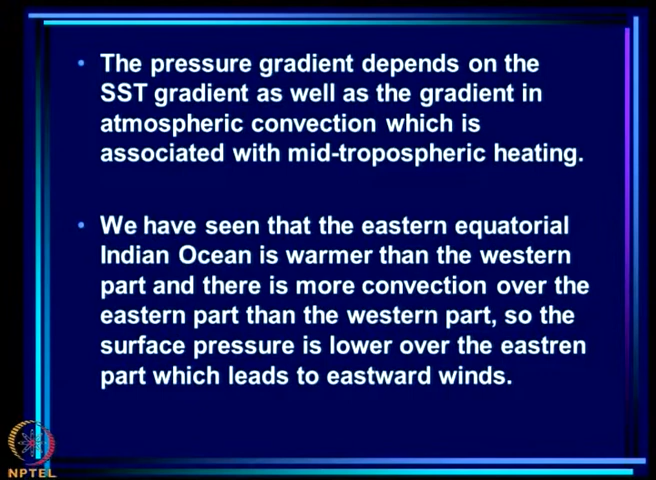 • The pressure gradient depends on the
SST gradient as well as the gradient in
atmospheric convection which is
associated with mid-tropospheric heating.
• We have seen that the eastern equatorial
Indian Ocean is warmer than the western
part and there is more convection over the
eastern part than the western part, so the
surface pressure is lower over the eastren
part which leads to eastward winds.
NPTEL